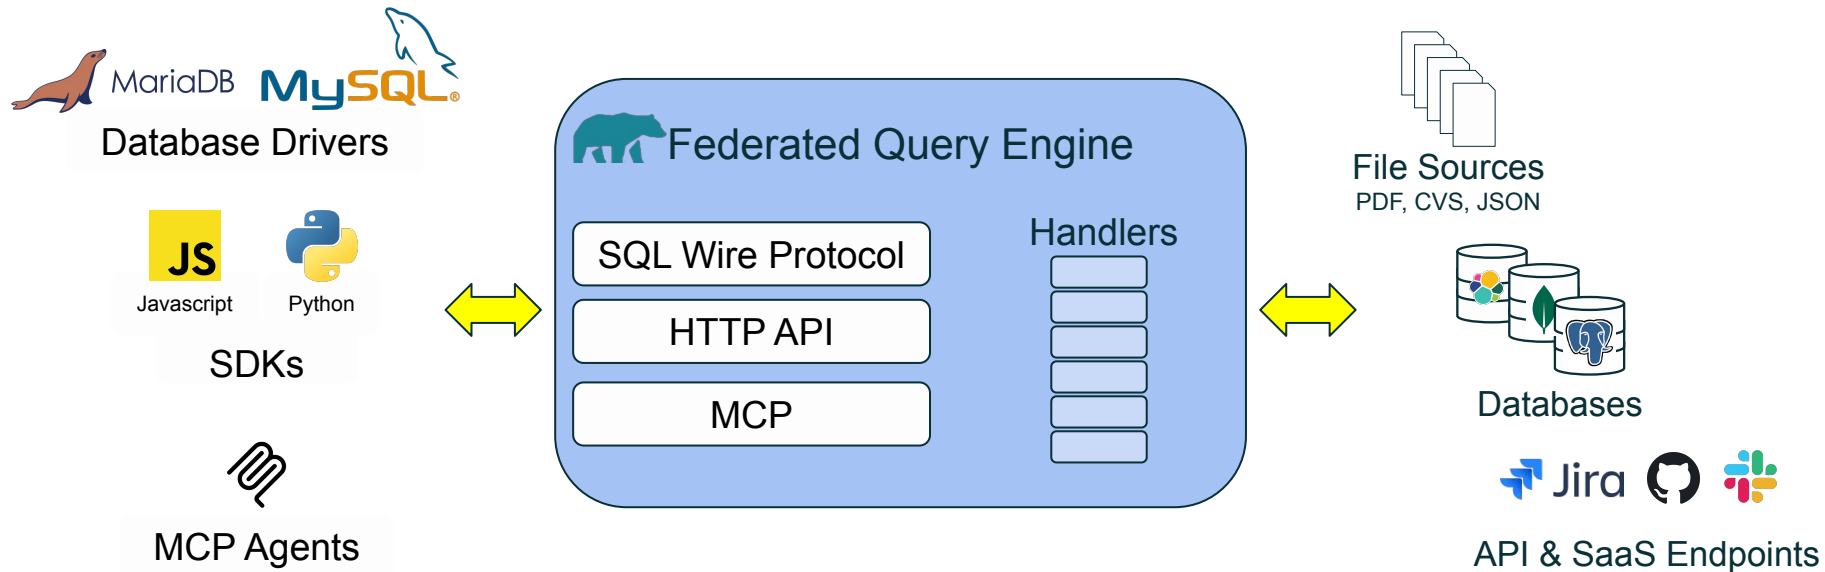 MariaDB
MySQL®
Database Drivers
JS
Javascript
Python
SDKs
MCP Agents
Federated Query Engine
SQL Wire Protocol
HTTP API
MCP
Handlers
File Sources
PDF, CVS, JSON
Databases
Jira
API & SaaS Endpoints